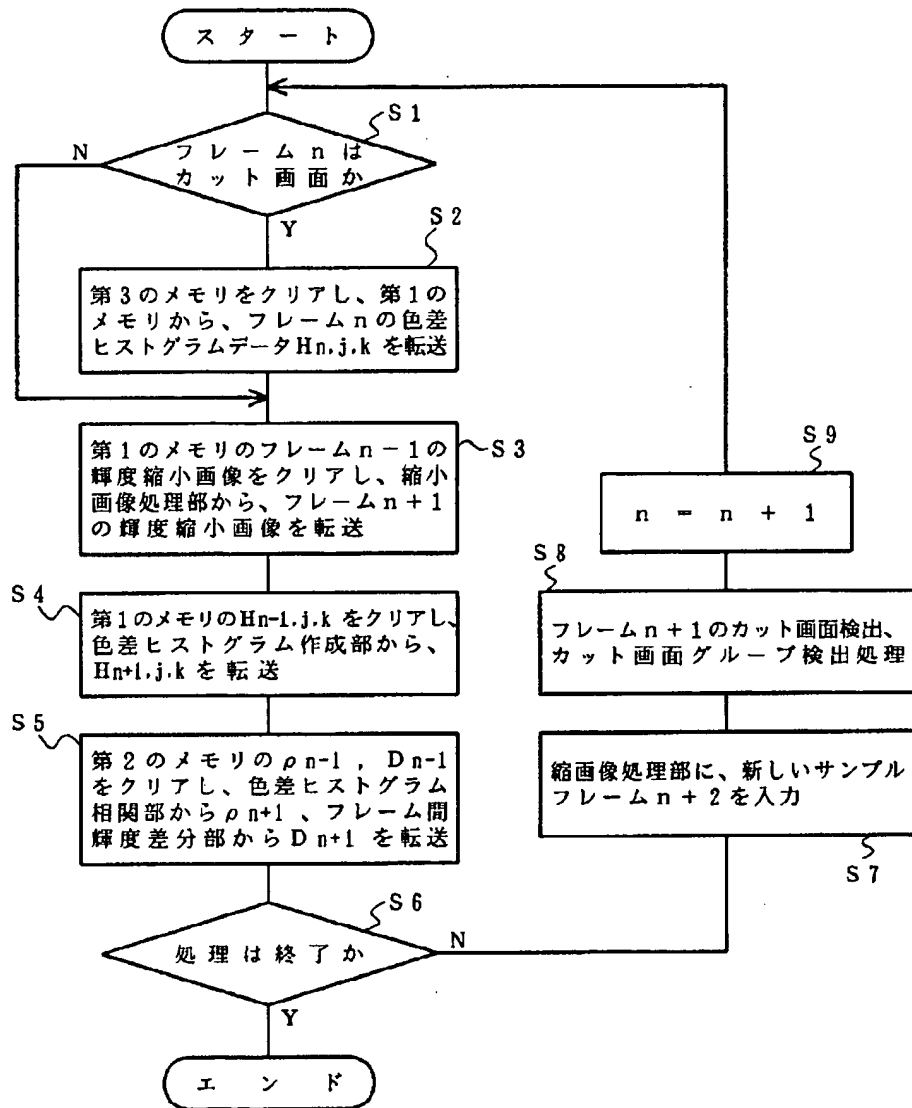 スタート
S1
N
フレームnは
カット画面か
Y
S2
第3のメモリをクリアし、第1の
メモリから、フレームnの色差
ヒストグラムデータHn,j,kを転送
第1のメモリのフレームn-1の
輝度縮小画像をクリアし、縮小
画像処理部から、フレームn+1
の輝度縮小画像を転送
S3
S4
第1のメモリのHn-1,j,kをクリアし、
色差ヒストグラム作成部から、
Hn+1,j,kを転送
S5
第2のメモリのρn-1,Dn-1
をクリアし、色差ヒストグラム
相関部からρn+1、フレーム間
輝度差分部からDn+1を転送
S6
処理は終了か
N
Y
エンド
S7
縮画像処理部に、新しいサンプル
フレームn+2を入力
S8
フレームn+1のカット画面検出、
カット画面グループ検出処理
S9
n = n + 1